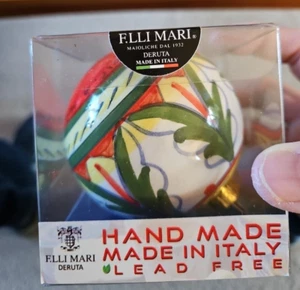 F.LLI MARI®
MAIOLICHE DAL 1932
DERUTA
MADE IN ITALY
F.LLI MARI
DERUTA
HAND MADE
MADE IN ITALY
LEAD FREE